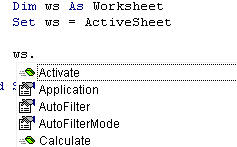 Dim ws As Worksheet
Set ws = ActiveSheet
ws.
Activate
Application
AutoFilter
AutoFilterMode
Calculate